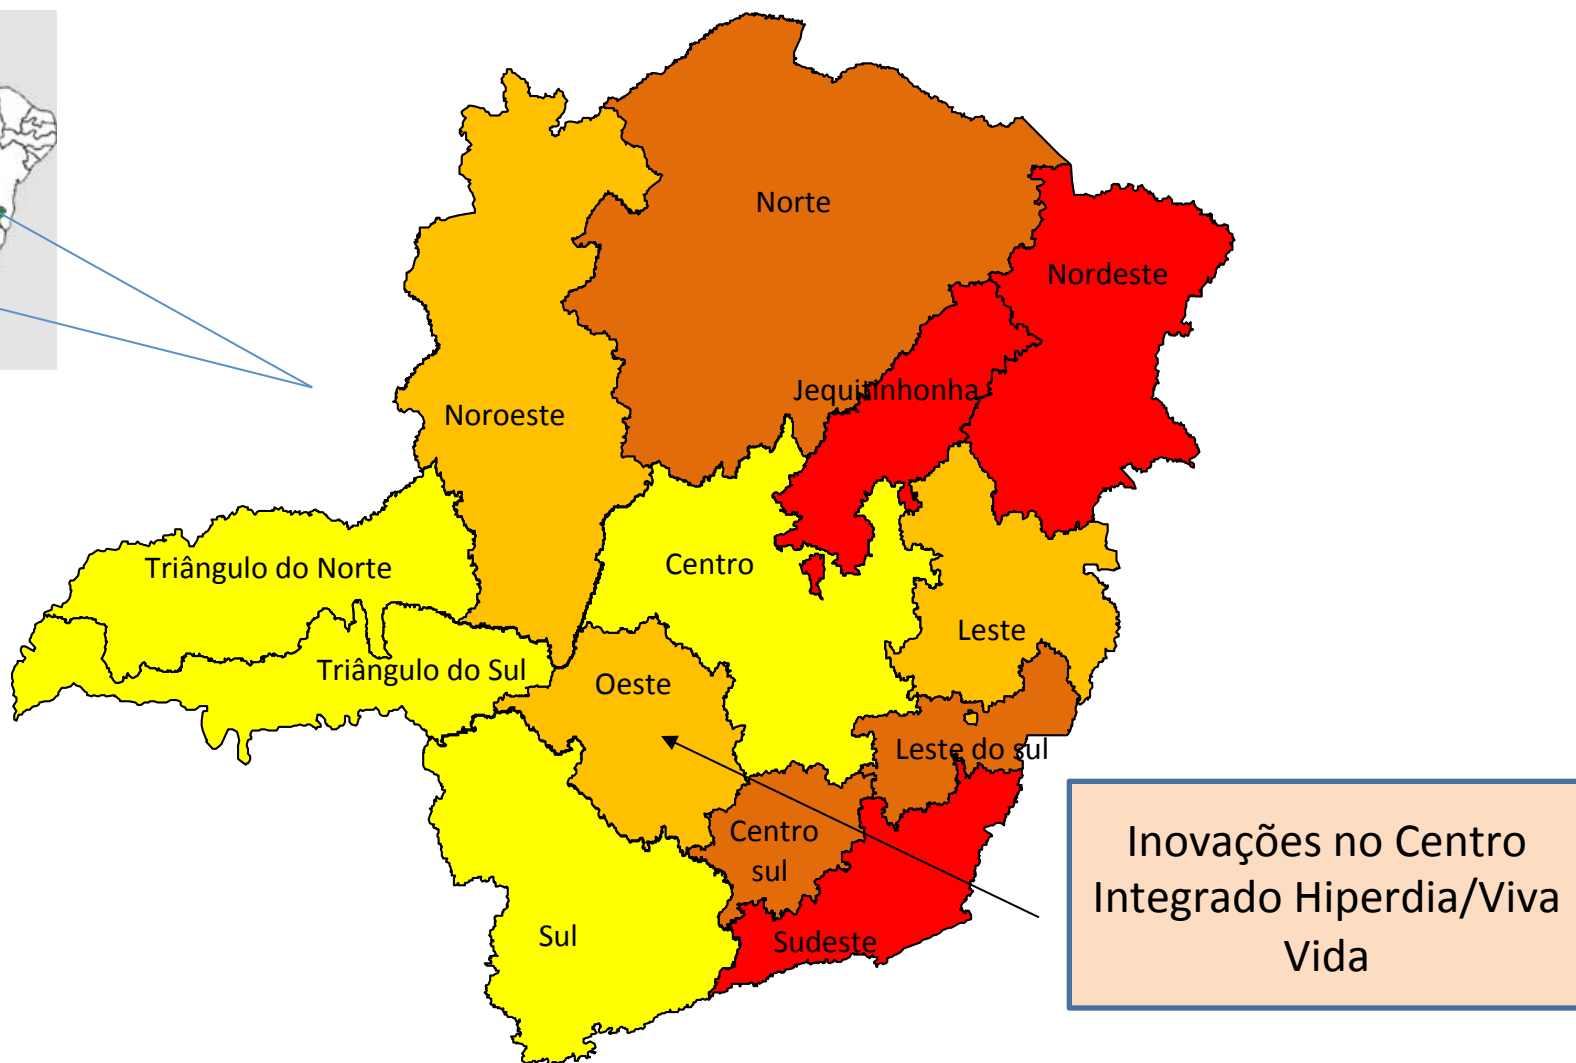 Norte
Nordeste
Jequitinhonha
Noroeste
Triângulo do Norte
Centro
Leste
Triângulo do Sul
Oeste
Leste do sul
Centro
sul
Sul
Sudeste
Inovações no Centro
Integrado Hiperdia/Viva
Vida